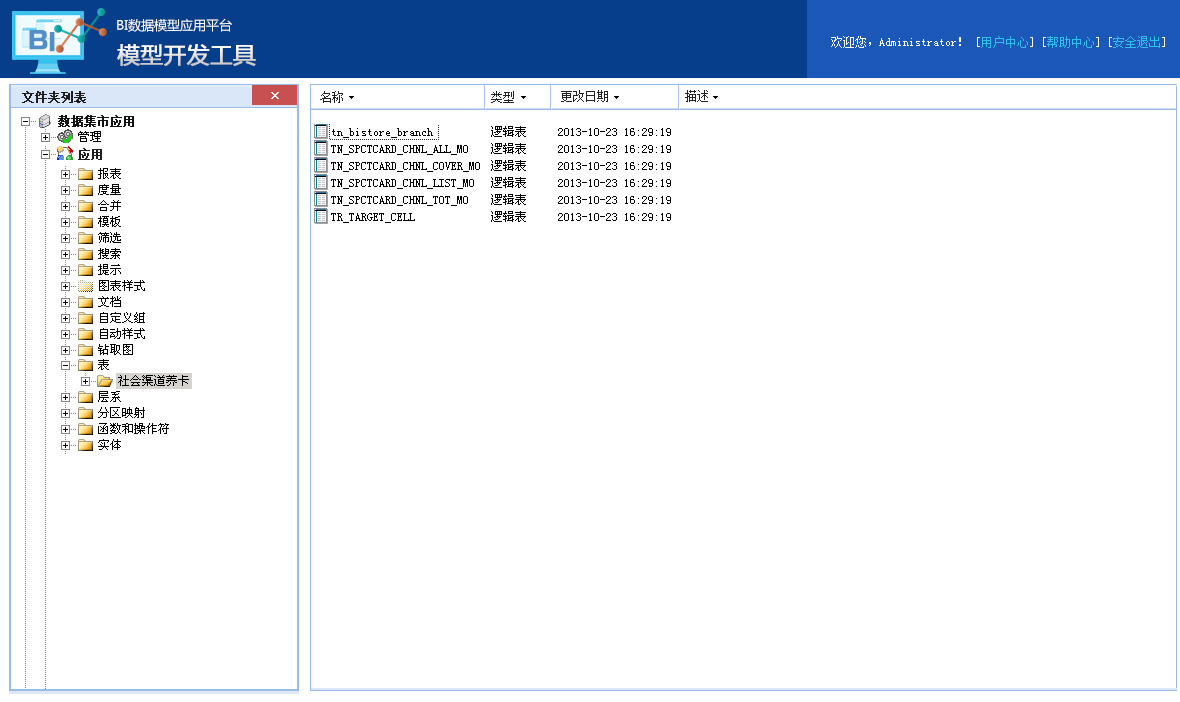 BI
BI数据模型应用平台
模型开发工具
欢迎您，Administrator! [用户中心] [帮助中心] [安全退出]
文件夹列表
数据集市应用
管理
应用
报表
度量
合并
模板
筛选
搜索
提示
图表样式
文档
自定义组
自动样式
钻取图
表
社会渠道养卡
层系
分区映射
函数和操作符
实体
名称 类型 更改日期 描述
tn_bistore_branch 逻辑表 2013-10-23 16:29:19
TN_SPCTCARD_CHNL_ALL_MO 逻辑表 2013-10-23 16:29:19
TN_SPCTCARD_CHNL_COVER_MO 逻辑表 2013-10-23 16:29:19
TN_SPCTCARD_CHNL_LIST_MO 逻辑表 2013-10-23 16:29:19
TN_SPCTCARD_CHNL_TOT_MO 逻辑表 2013-10-23 16:29:19
TR_TARGET_CELL 逻辑表 2013-10-23 16:29:19